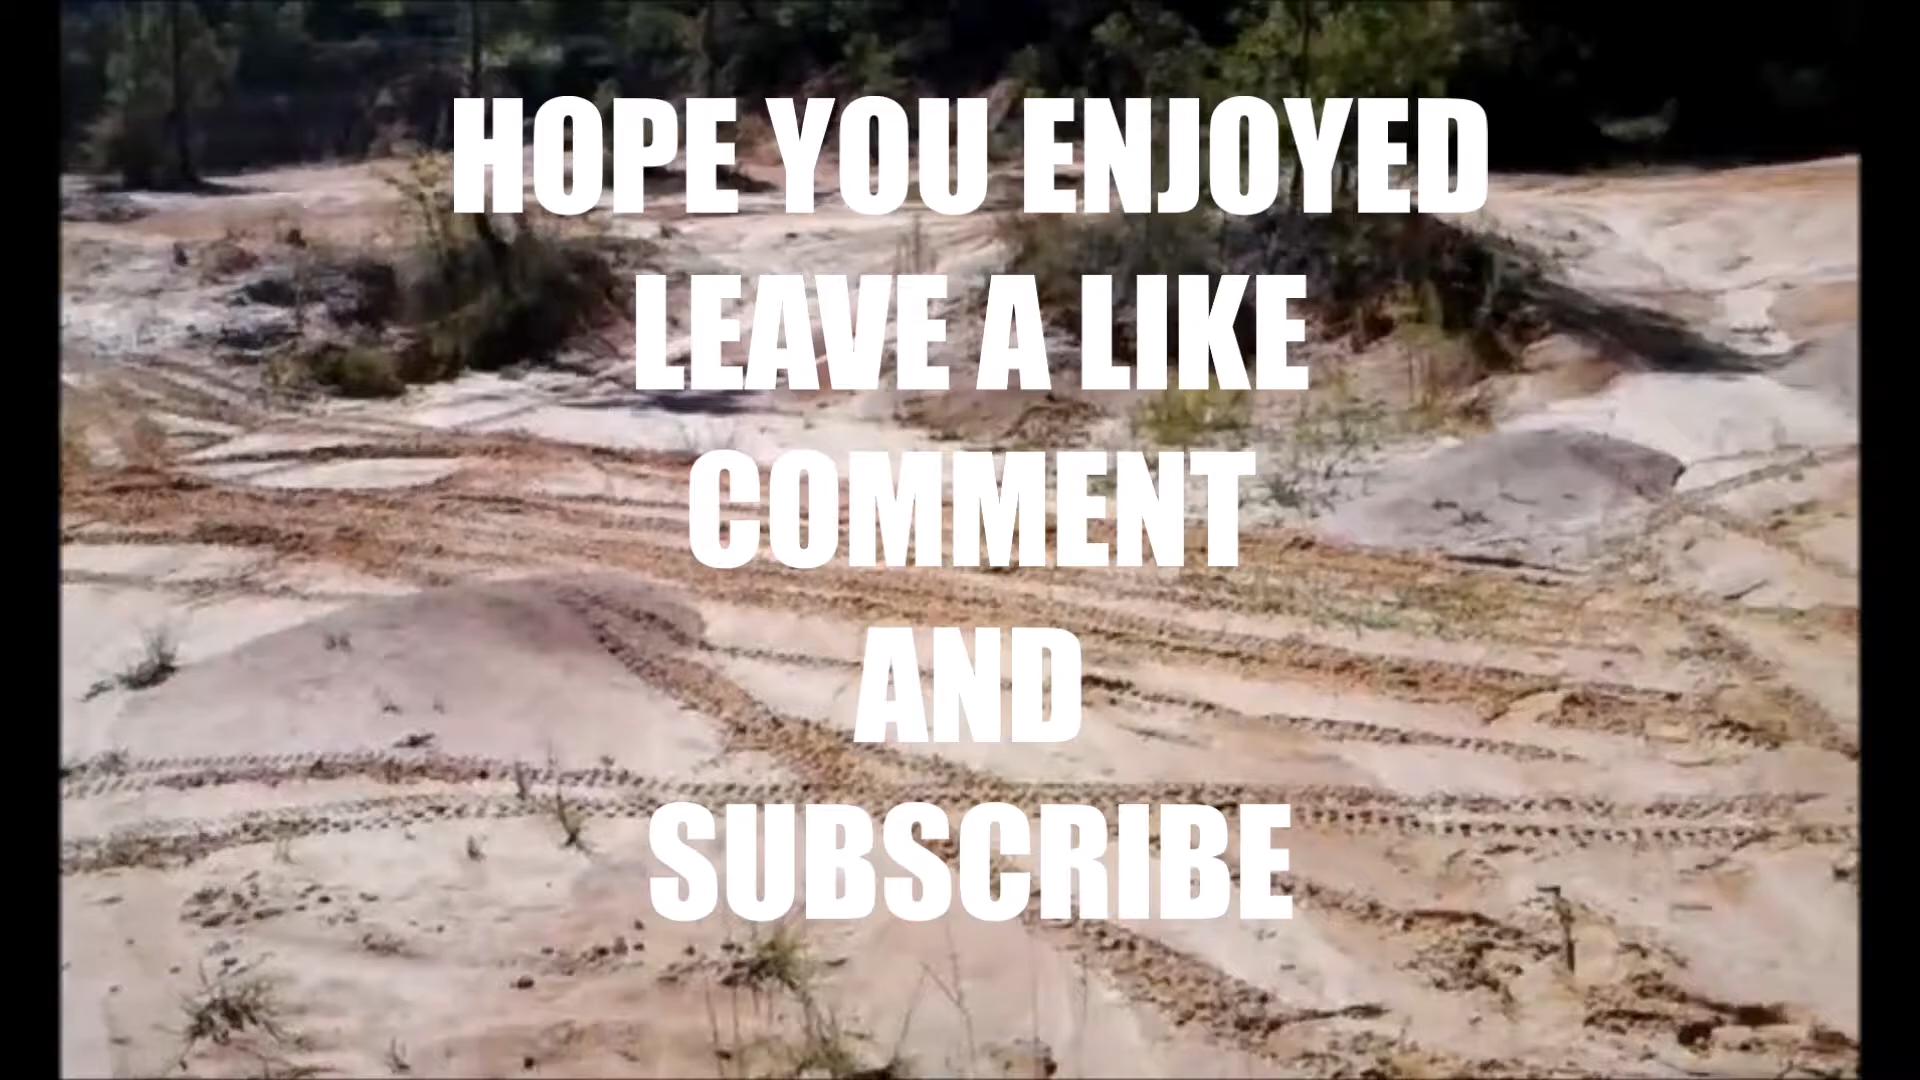 HOPE YOU ENJOYED
LEAVE A LIKE
COMMENT
AND
SUBSCRIBE